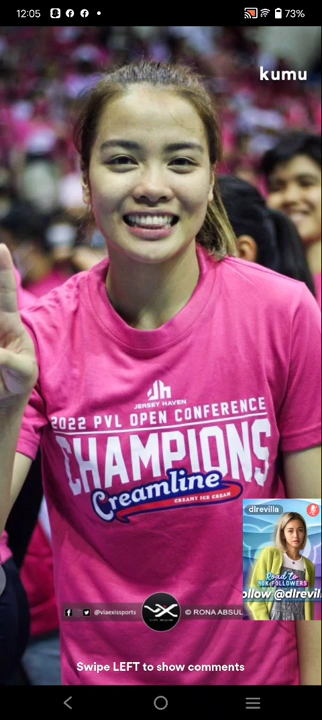 12:05
73%
kumu
JERSEY HAVEN
2022 PVL OPEN CONFERENCE
CHAMPIONS
Creamline
CREAMY ICE CREAM
dlrevilla
Road to
FOLLOWERS
ollow @dlrevil
@vlaexissports
© RONA ABSUL
Swipe LEFT to show comments